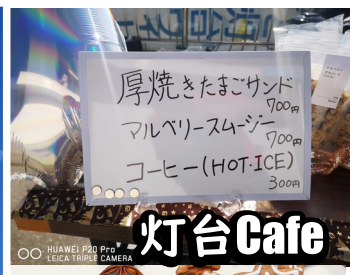 厚焼きたまごサンド
700円
マルベリースムージー
700円
コーヒー(HOT・ICE)
300円
灯台Cafe
HUAWEI P20 Pro
LEICA TRIPLE CAMERA